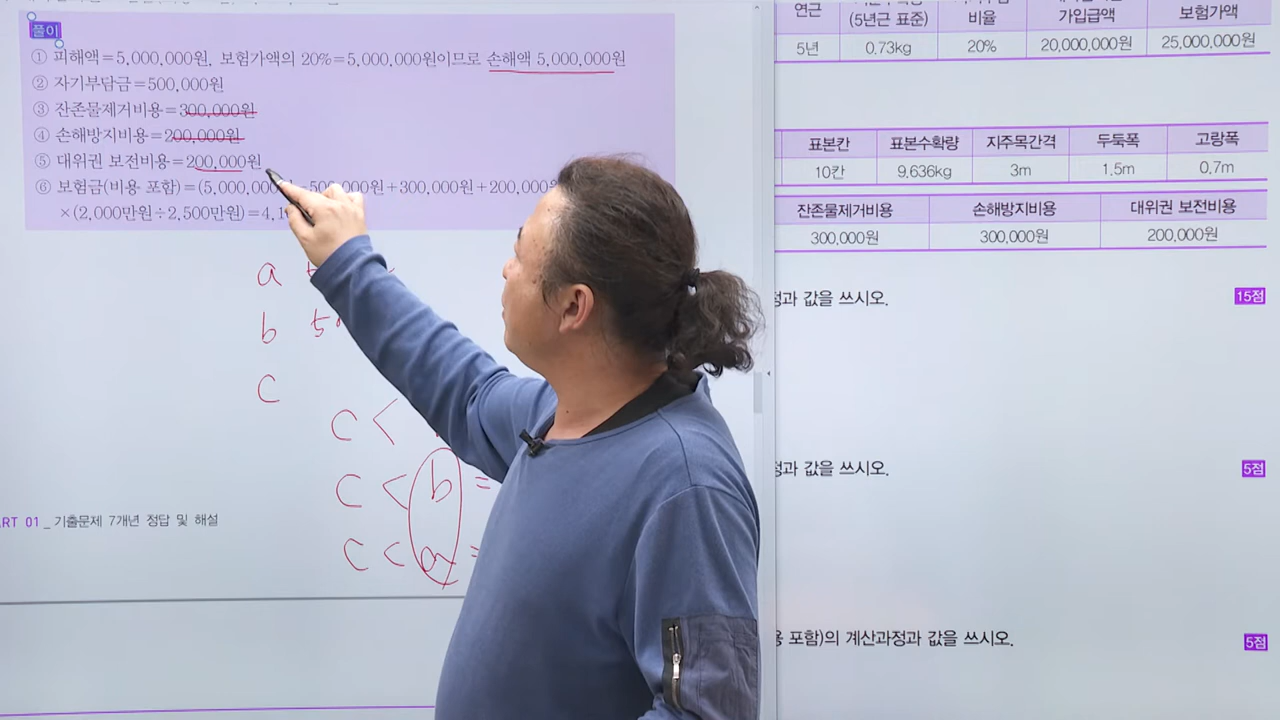 풀이
① 피해액=5,000,000원, 보험가액의 20%=5,000,000원이므로 손해액 5,000,000원
② 자기부담금=500,000원
③ 잔존물제거비용=300,000원
④ 손해방지비용=200,000원
⑤ 대위권 보전비용=200,000원
⑥ 보험금(비용 포함)=(5,000,00 원+300,000원+200,000
×(2,000만원÷2,500만원)=4,1
a
b
c
c <
c < b =
c < a =
ART 01 _ 기출문제 7개년 정답 및 해설
연근 (5년근 표준) 비율 가입금액 보험가액
5년 0.73kg 20% 20,000,000원 25,000,000원
표본칸 표본수확량 지주목간격 두둑폭 고랑폭
10칸 9.636kg 3m 1.5m 0.7m
잔존물제거비용 손해방지비용 대위권 보전비용
300,000원 300,000원 200,000원
정과 값을 쓰시오. 15점
정과 값을 쓰시오. 5점
용 포함)의 계산과정과 값을 쓰시오. 5점